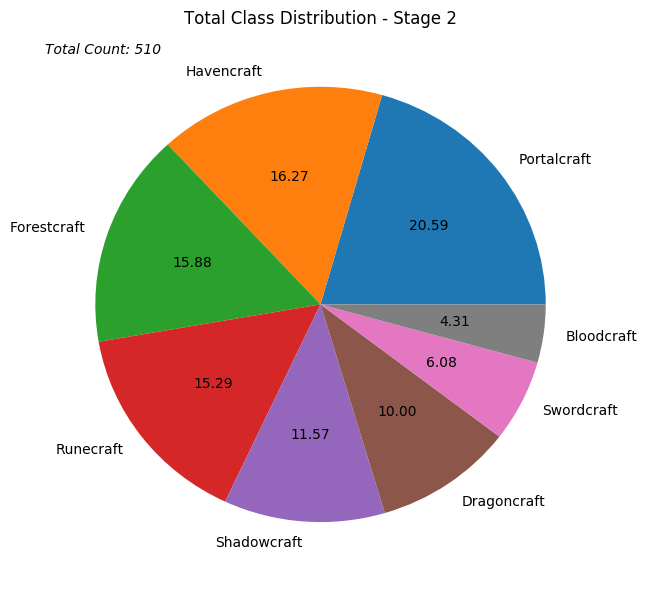 Total Class Distribution - Stage 2
Total Count: 510
Havencraft
Portalcraft
16.27
20.59
Forestcraft
15.88
4.31
Bloodcraft
6.08
15.29
10.00
Swordcraft
11.57
Runecraft
Dragoncraft
Shadowcraft